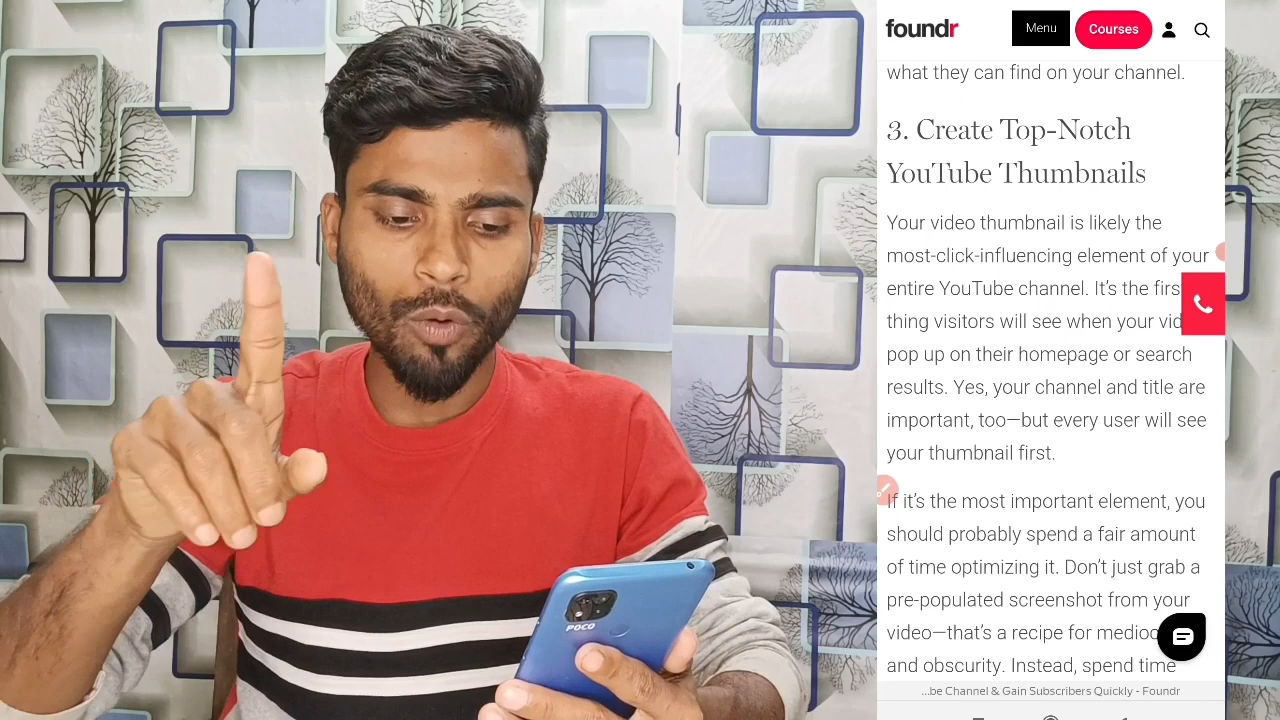 foundr
Menu
Courses
what they can find on your channel.
3. Create Top-Notch
YouTube Thumbnails
Your video thumbnail is likely the
most-click-influencing element of your
entire YouTube channel. It's the firs
thing visitors will see when your vid
pop up on their homepage or search
results. Yes, your channel and title are
important, too—but every user will see
your thumbnail first.
If it's the most important element, you
should probably spend a fair amount
of time optimizing it. Don't just grab a
pre-populated screenshot from your
video—that's a recipe for medioc
and obscurity. Instead, spend time
...be Channel & Gain Subscribers Quickly - Foundr
POCO